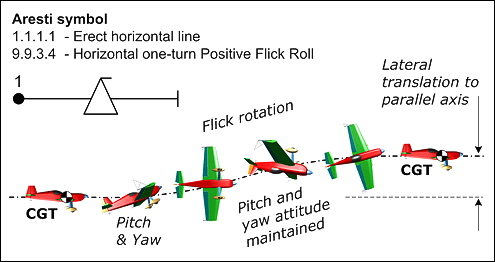 Aresti symbol
1.1.1.1 - Erect horizontal line
9.9.3.4 - Horizontal one-turn Positive Flick Roll
1
Lateral
translation to
parallel axis
Flick rotation
CGT
CGT
Pitch
& Yaw
Pitch and
yaw attitude
maintained